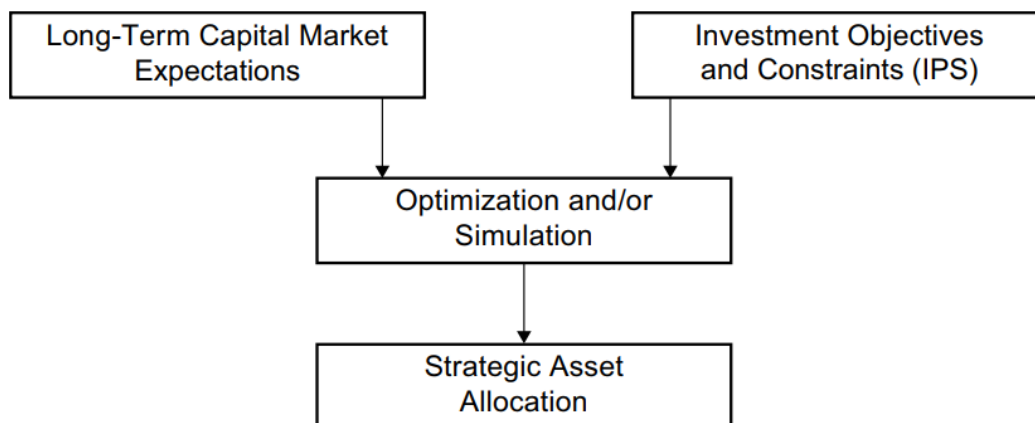 Long-Term Capital Market
Expectations
Investment Objectives
and Constraints (IPS)
Optimization and/or
Simulation
Strategic Asset
Allocation